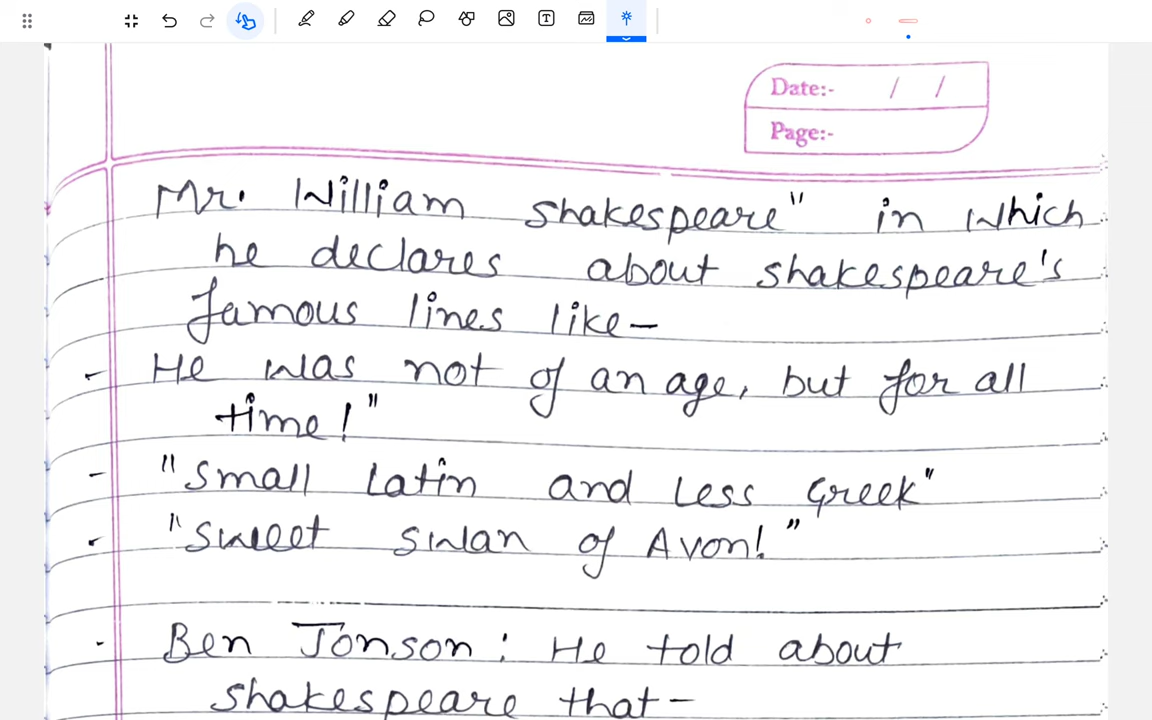 Date:- / /
Page:-
Mr. William Shakespeare" in which
he declares about shakespeare's
famous lines like-
- He was not of an age, but for all
time!"
- "Small Latin and Less Greek"
- "Sweet Swan of Avon!"
- Ben Jonson: He told about
shakespeare that-